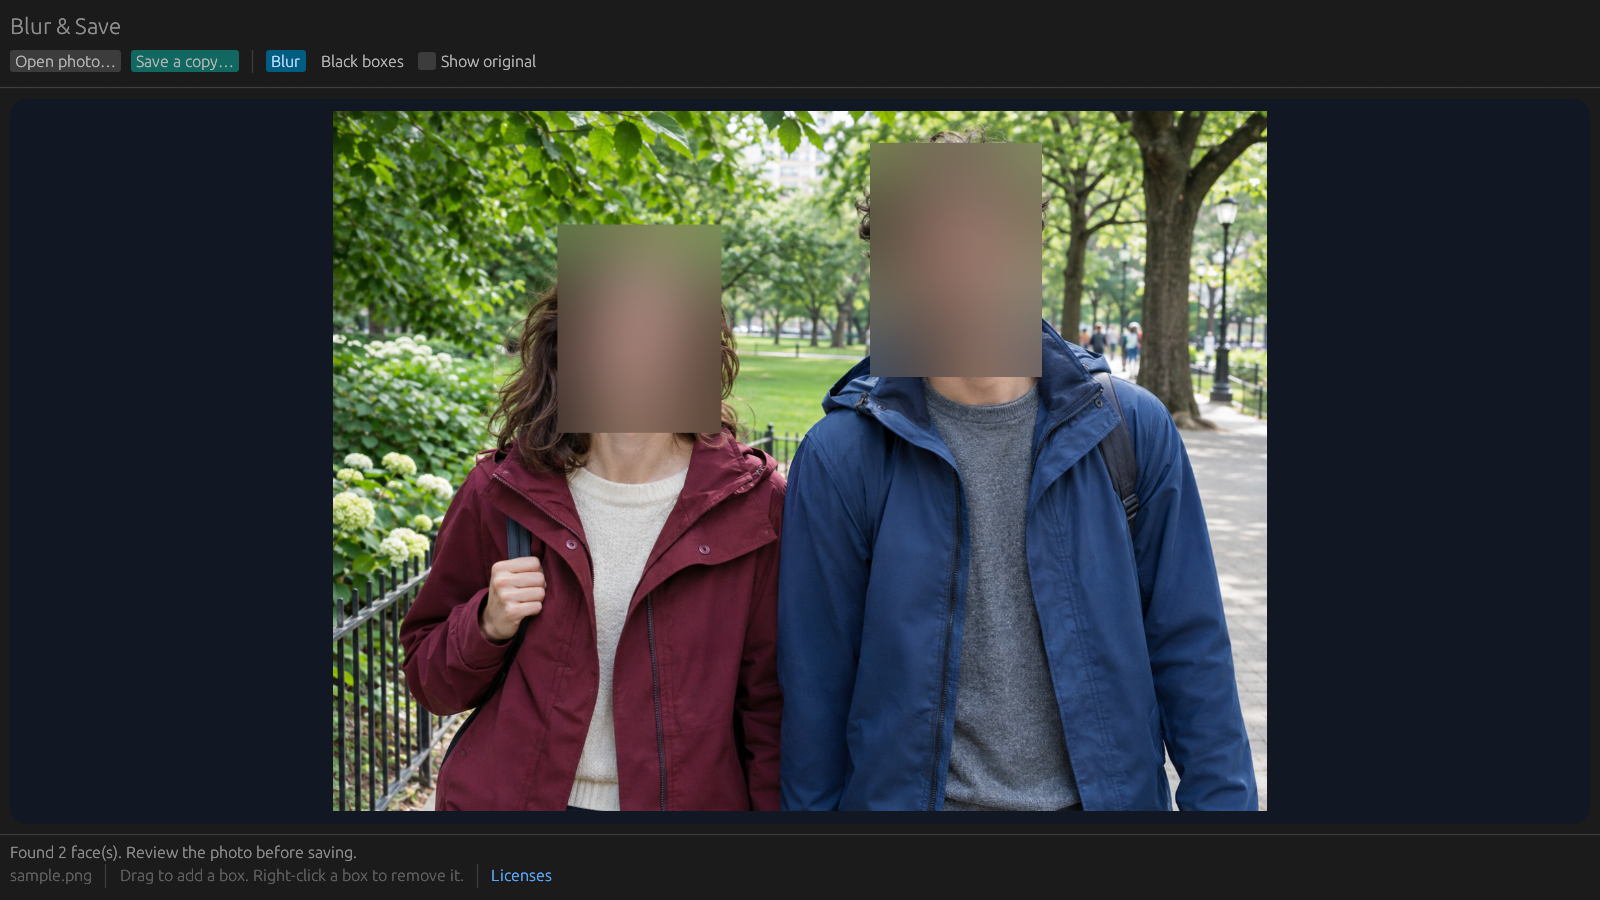 Blur & Save
Open photo... Save a copy... Blur Black boxes Show original
Found 2 face(s). Review the photo before saving.
sample.png Drag to add a box. Right-click a box to remove it. Licenses